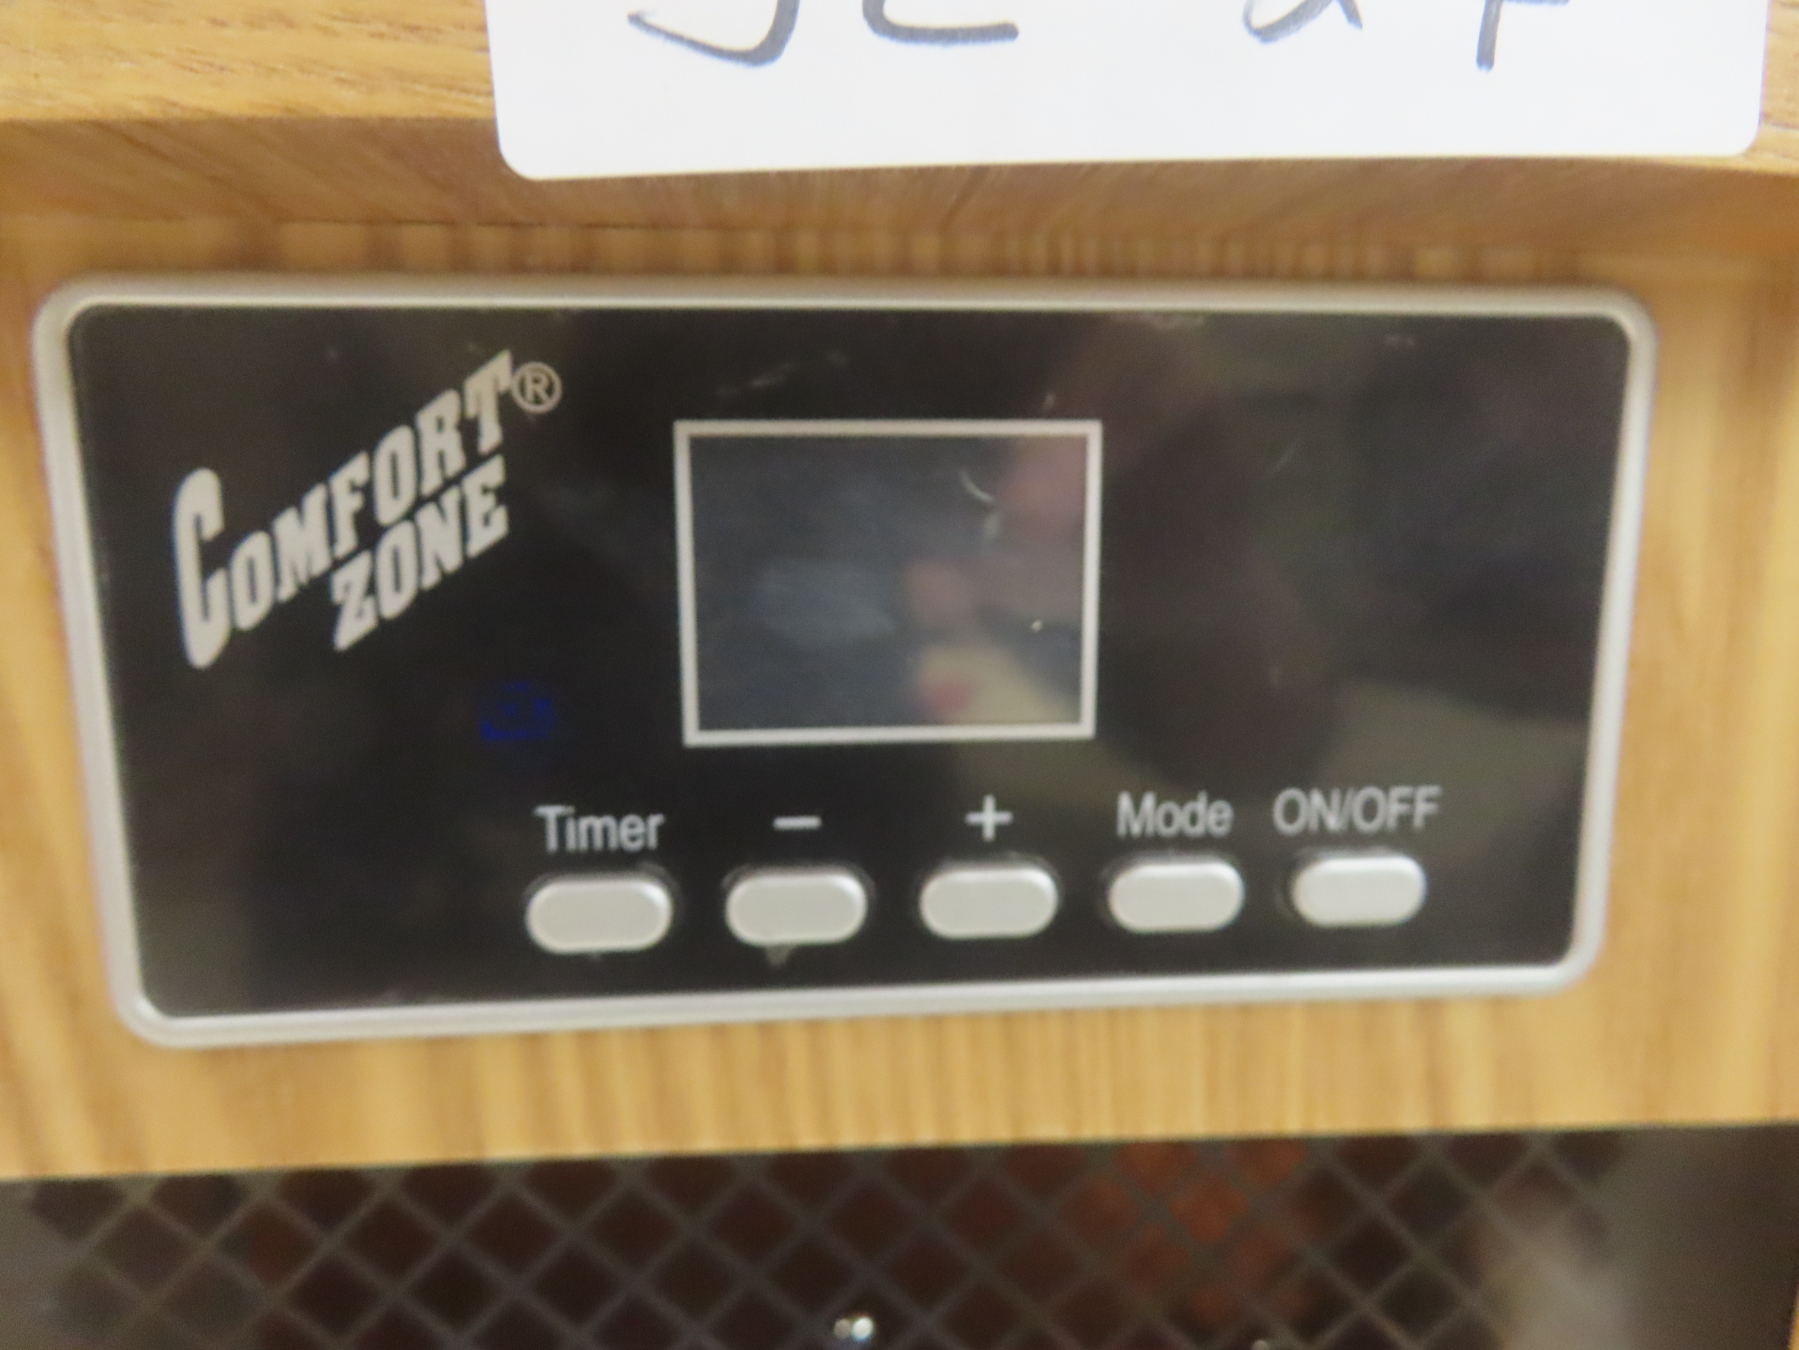 COMFORT®
ZONE
Timer − + Mode ON/OFF